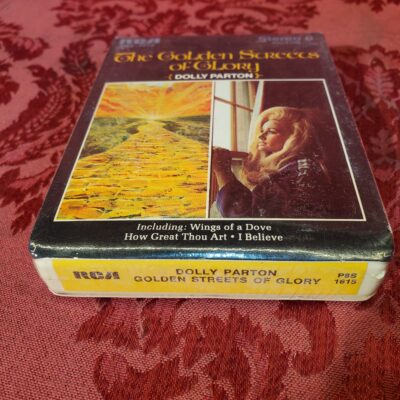 RCA Stereo 8
The Golden Streets
of Glory
{DOLLY PARTON}
Including: Wings of a Dove
How Great Thou Art • I Believe
RCA
DOLLY PARTON
GOLDEN STREETS OF GLORY
P8S
1615